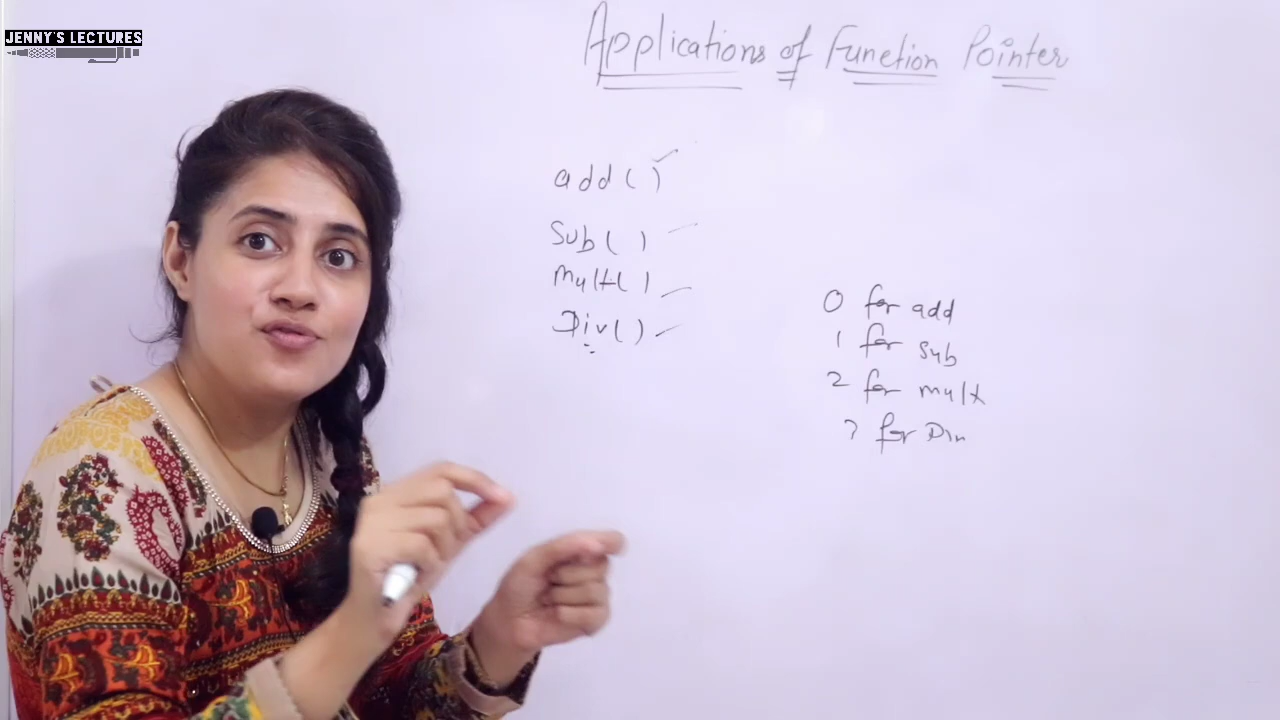 JENNY'S LECTURES
Applications of Function Pointer
add ( )
Sub ( )
Mult( )
Div ( )
0 for add
1 for Sub
2 for mult
for Div